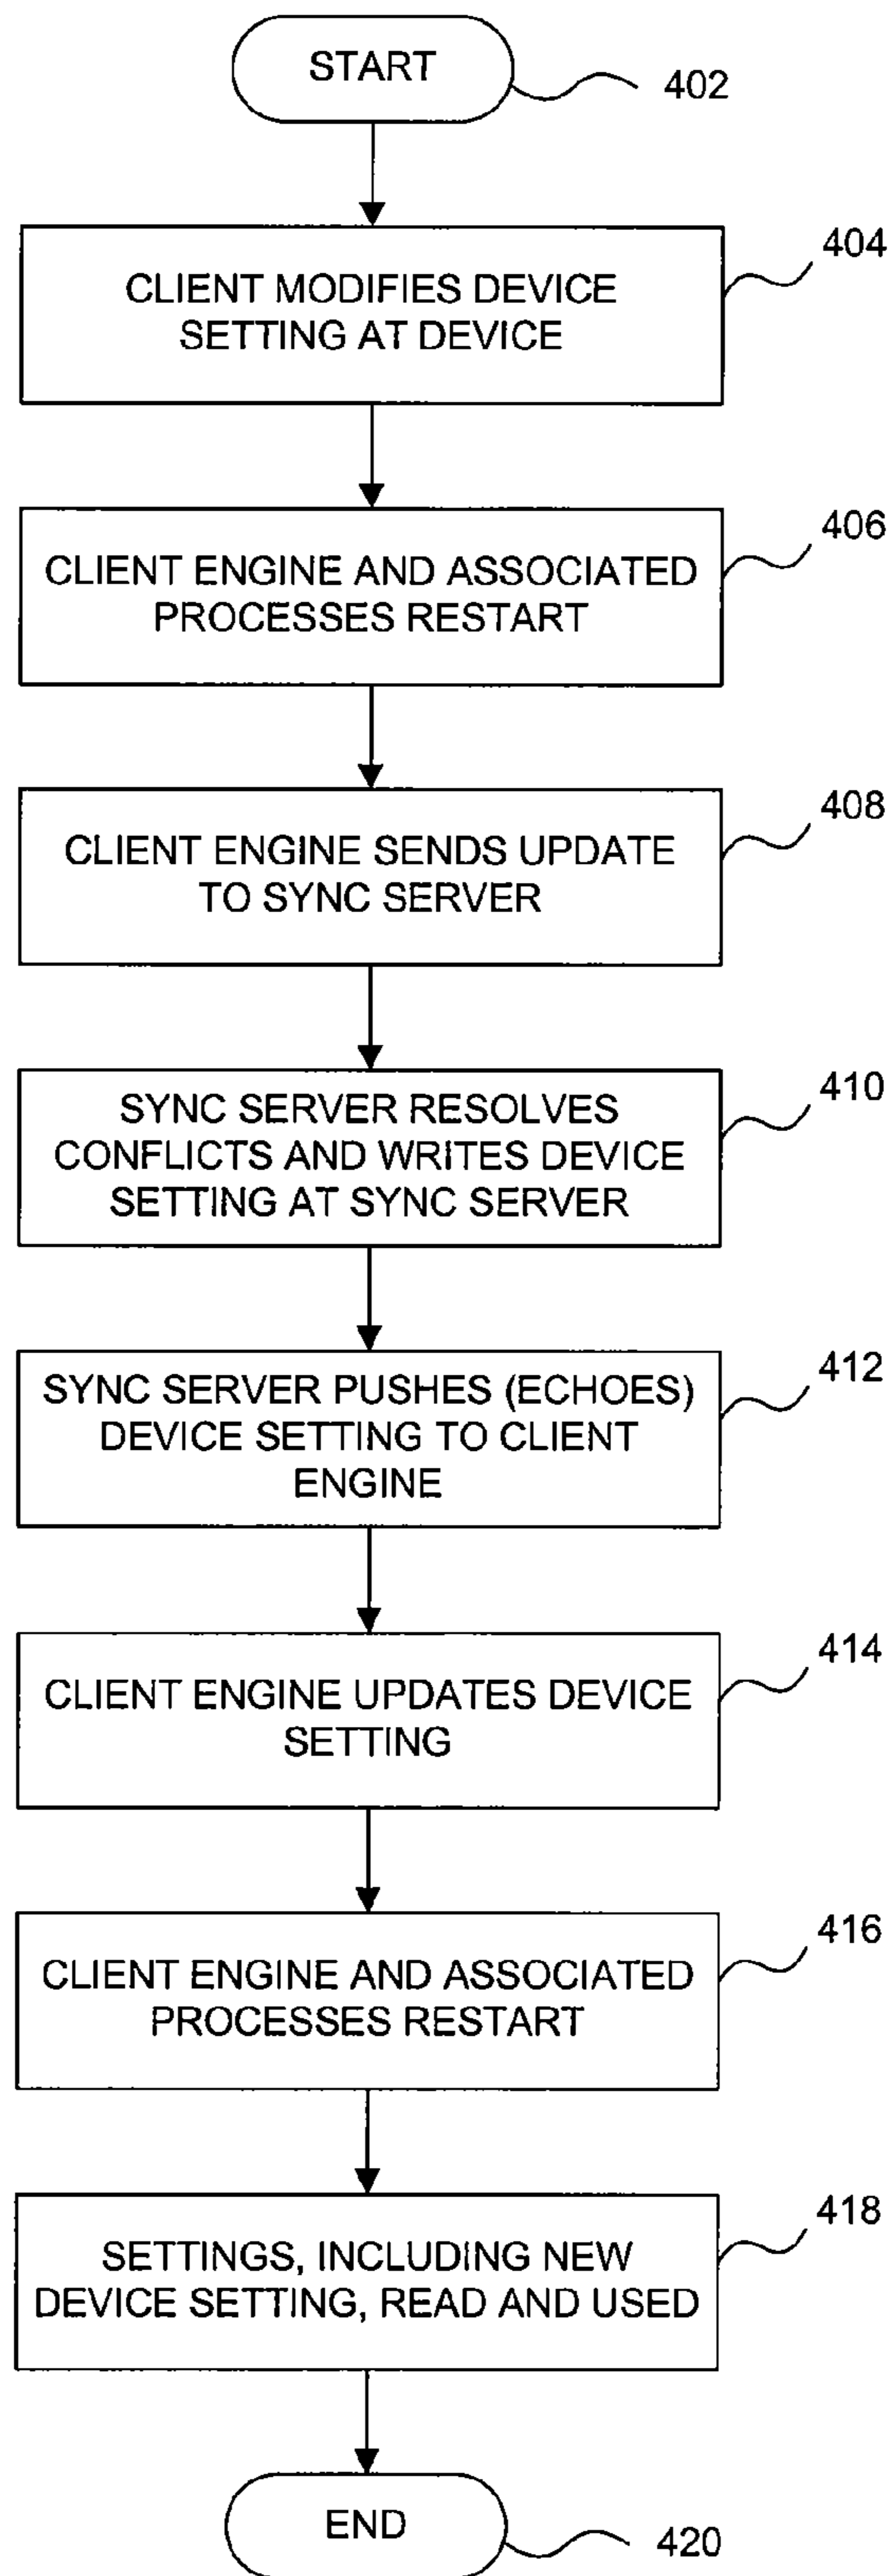 START
402
404
CLIENT MODIFIES DEVICE
SETTING AT DEVICE
406
CLIENT ENGINE AND ASSOCIATED
PROCESSES RESTART
408
CLIENT ENGINE SENDS UPDATE
TO SYNC SERVER
410
SYNC SERVER RESOLVES
CONFLICTS AND WRITES DEVICE
SETTING AT SYNC SERVER
412
SYNC SERVER PUSHES (ECHOES)
DEVICE SETTING TO CLIENT
ENGINE
414
CLIENT ENGINE UPDATES DEVICE
SETTING
416
CLIENT ENGINE AND ASSOCIATED
PROCESSES RESTART
418
SETTINGS, INCLUDING NEW
DEVICE SETTING, READ AND USED
END
420